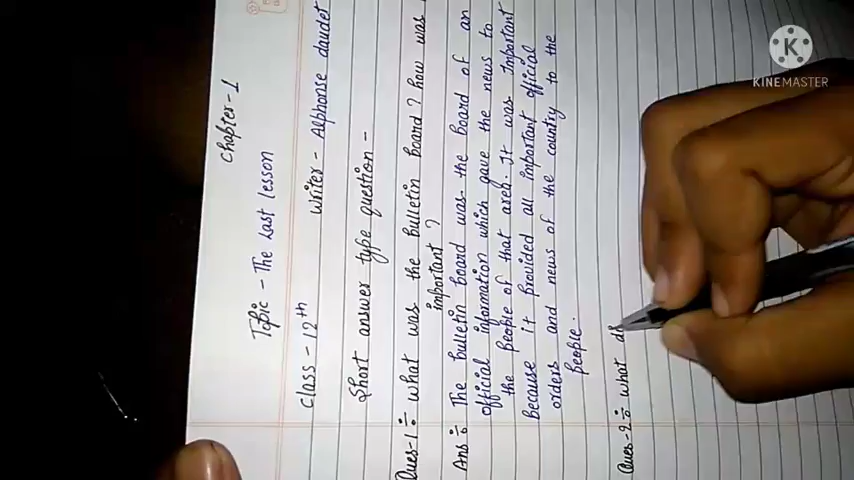 Chapter-1
Topic - The Last lesson
Class - 12th writer - Alphonse daudet
Short answer type question -
Ques-1÷ what was the bulletin board? how was
important?
Ans÷ The bulletin board was the board of an
official information which gave the news to
the people of that area. It was important
because it provided all important official
orders and news of the country to the
people.
Ques-2÷ what
KINEMASTER